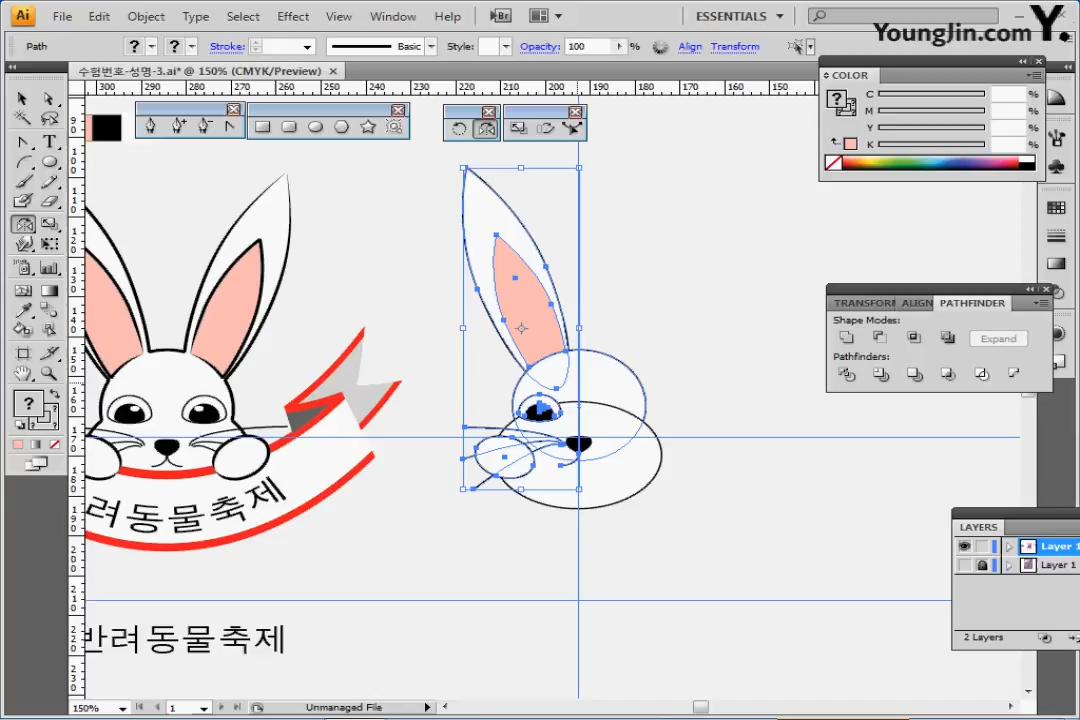 Ai File Edit Object Type Select Effect View Window Help Br ESSENTIALS
Y.
YoungJin.com
Path ? ? Stroke: Basic Style: Opacity: 100 % Align Transform
수험번호-성명-3.ai* @ 150% (CMYK/Preview)
300 290 280 270 260 250 240 230 220 210 200 190 180 170 160 150 140
COLOR
C %
M %
Y %
K %
TRANSFORM ALIGN PATHFINDER
Shape Modes:
Expand
Pathfinders:
려동물축제
반려동물축제
LAYERS
Layer 1
Layer 1
2 Layers
150% 1 Unmanaged File